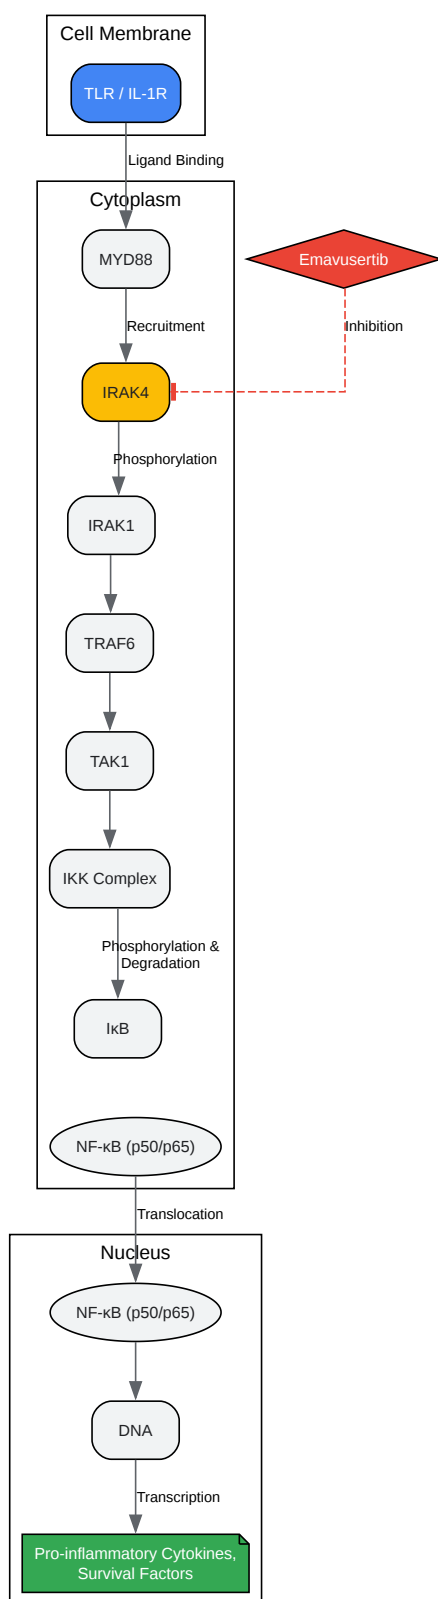 Cell Membrane
TLR / IL-1R
Ligand Binding
Cytoplasm
MYD88
Emavusertib
Recruitment
Inhibition
IRAK4
Phosphorylation
IRAK1
TRAF6
TAK1
IKK Complex
Phosphorylation &
Degradation
IκB
NF-κB (p50/p65)
Translocation
Nucleus
NF-κB (p50/p65)
DNA
Transcription
Pro-inflammatory Cytokines,
Survival Factors